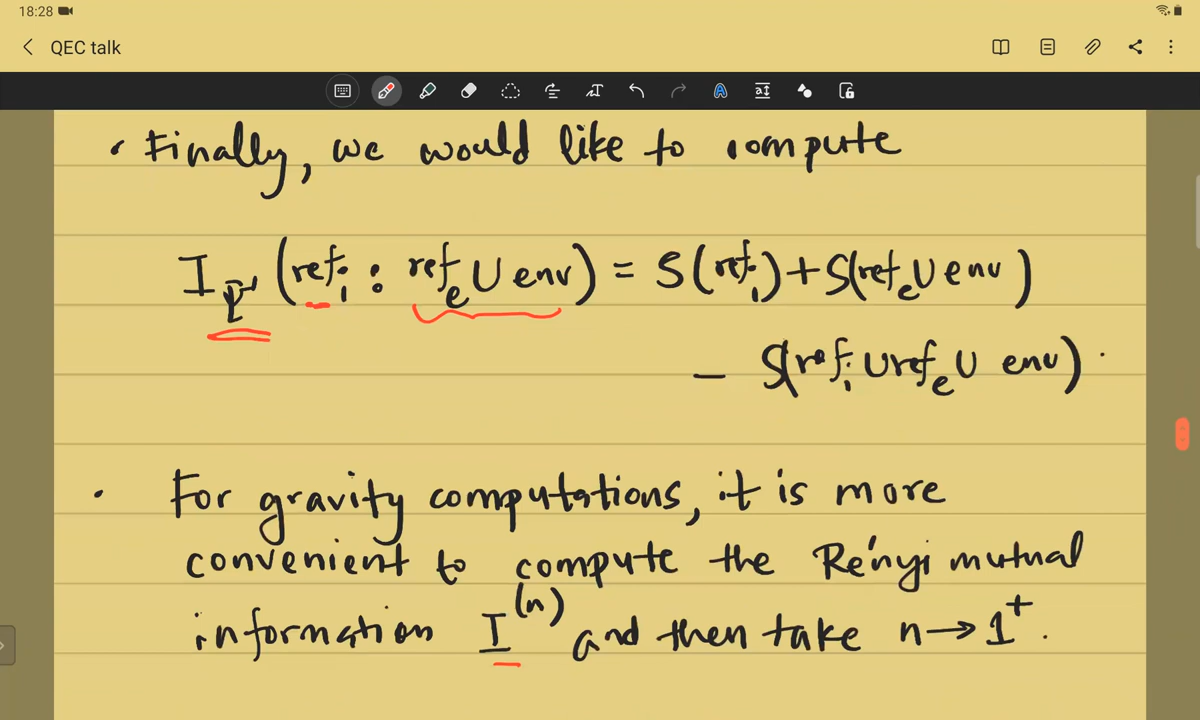 18:28
QEC talk
• Finally, we would like to compute
I_Ψ' (ref_i : ref_e ∪ env) = S(ref_i) + S(ref_e ∪ env)
− S(ref_i ∪ ref_e ∪ env).
• For gravity computations, it is more
convenient to compute the Rényi mutual
information I^(n) and then take n→1⁺.